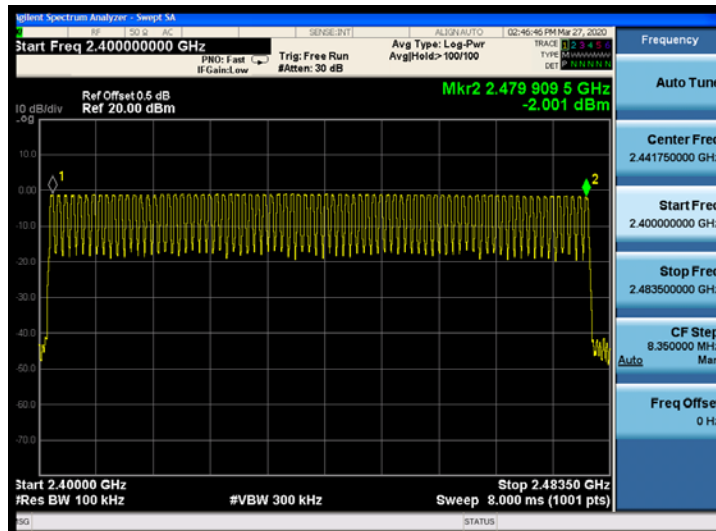 Agilent Spectrum Analyzer - Swept SA
RF 50 Ω AC SENSE:INT ALIGN AUTO 02:46:46 PM Mar 27, 2020
Start Freq 2.400000000 GHz
PNO: Fast
IFGain:Low
Trig: Free Run
#Atten: 30 dB
Avg Type: Log-Pwr
Avg|Hold:>100/100
TRACE 1 2 3 4 5 6
TYPE M W W W W W
DET P N N N N N
Mkr2 2.479 909 5 GHz
-2.001 dBm
Ref Offset 0.5 dB
10 dB/div Ref 20.00 dBm
Log
10.0
0.00
-10.0
-20.0
-30.0
-40.0
-50.0
-60.0
-70.0
1
2
Start 2.40000 GHz Stop 2.48350 GHz
#Res BW 100 kHz #VBW 300 kHz Sweep 8.000 ms (1001 pts)
MSG STATUS
Frequency
Auto Tune
Center Freq
2.441750000 GHz
Start Freq
2.400000000 GHz
Stop Freq
2.483500000 GHz
CF Step
8.350000 MHz
Auto Man
Freq Offset
0 Hz